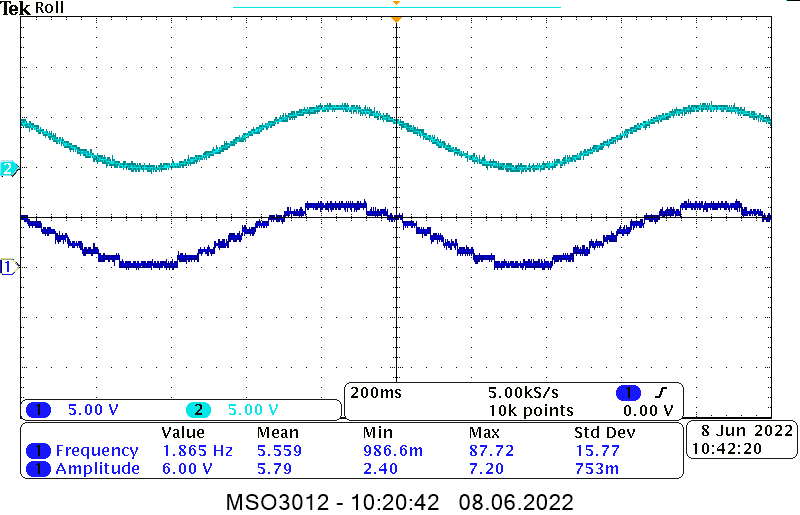 Tek Roll
2
1
200ms 5.00kS/s 1
10k points 0.00 V
1 5.00 V 2 5.00 V
Value Mean Min Max Std Dev
1 Frequency 1.865 Hz 5.559 986.6m 87.72 15.77
1 Amplitude 6.00 V 5.79 2.40 7.20 753m
8 Jun 2022
10:42:20
MSO3012 - 10:20:42 08.06.2022